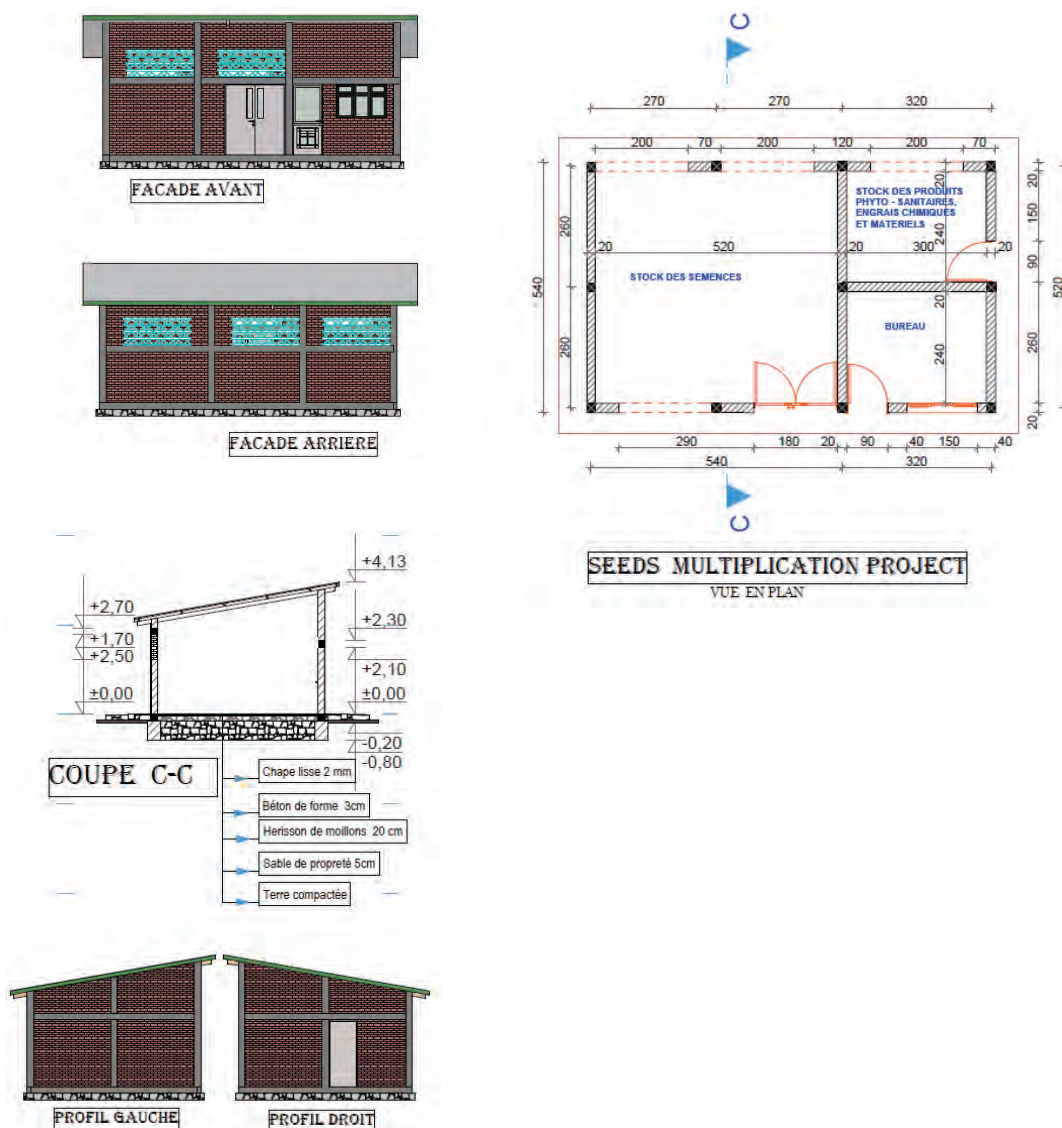 FACADE AVANT
FACADE ARRIERE
C
270 270 320
200 70 200 120 200 70
STOCK DES PRODUITS
PHYTO - SANITAIRES,
ENGRAIS CHIMIQUES
ET MATERIELS
20
240
20
150
90
260
20
540
260
260
520
20 520 20 300 20
STOCK DES SEMENCES
20
BUREAU
240
290 180 20 90 40 150 40
540 320
C
SEEDS MULTIPLICATION PROJECT
VUE EN PLAN
+4,13
+2,70
+2,30
+1,70
+2,50
+2,10
±0,00
±0,00
-0,20
-0,80
COUPE C-C
Chape lisse 2 mm
Béton de forme 3cm
Herisson de moillons 20 cm
Sable de propreté 5cm
Terre compactée
PROFIL GAUCHE
PROFIL DROIT